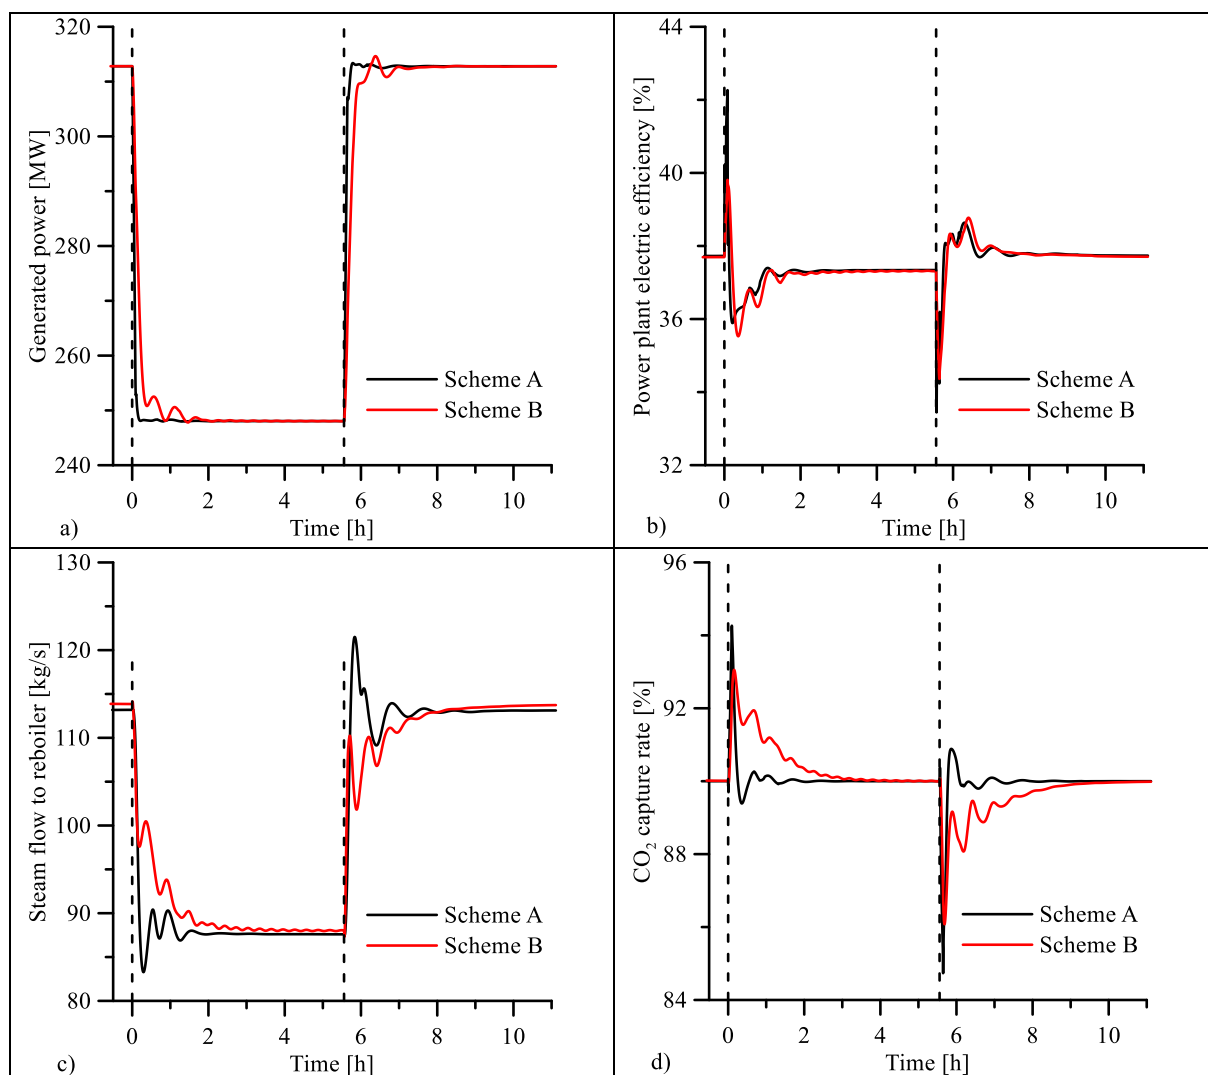 320
300
280
260
240
Generated power [MW]
Scheme A
Scheme B
0 2 4 6 8 10
Time [h]
a)
44
40
36
32
Power plant electric efficiency [%]
Scheme A
Scheme B
0 2 4 6 8 10
Time [h]
b)
130
120
110
100
90
80
Steam flow to reboiler [kg/s]
Scheme A
Scheme B
0 2 4 6 8 10
Time [h]
c)
96
92
88
84
CO₂ capture rate [%]
Scheme A
Scheme B
0 2 4 6 8 10
Time [h]
d)